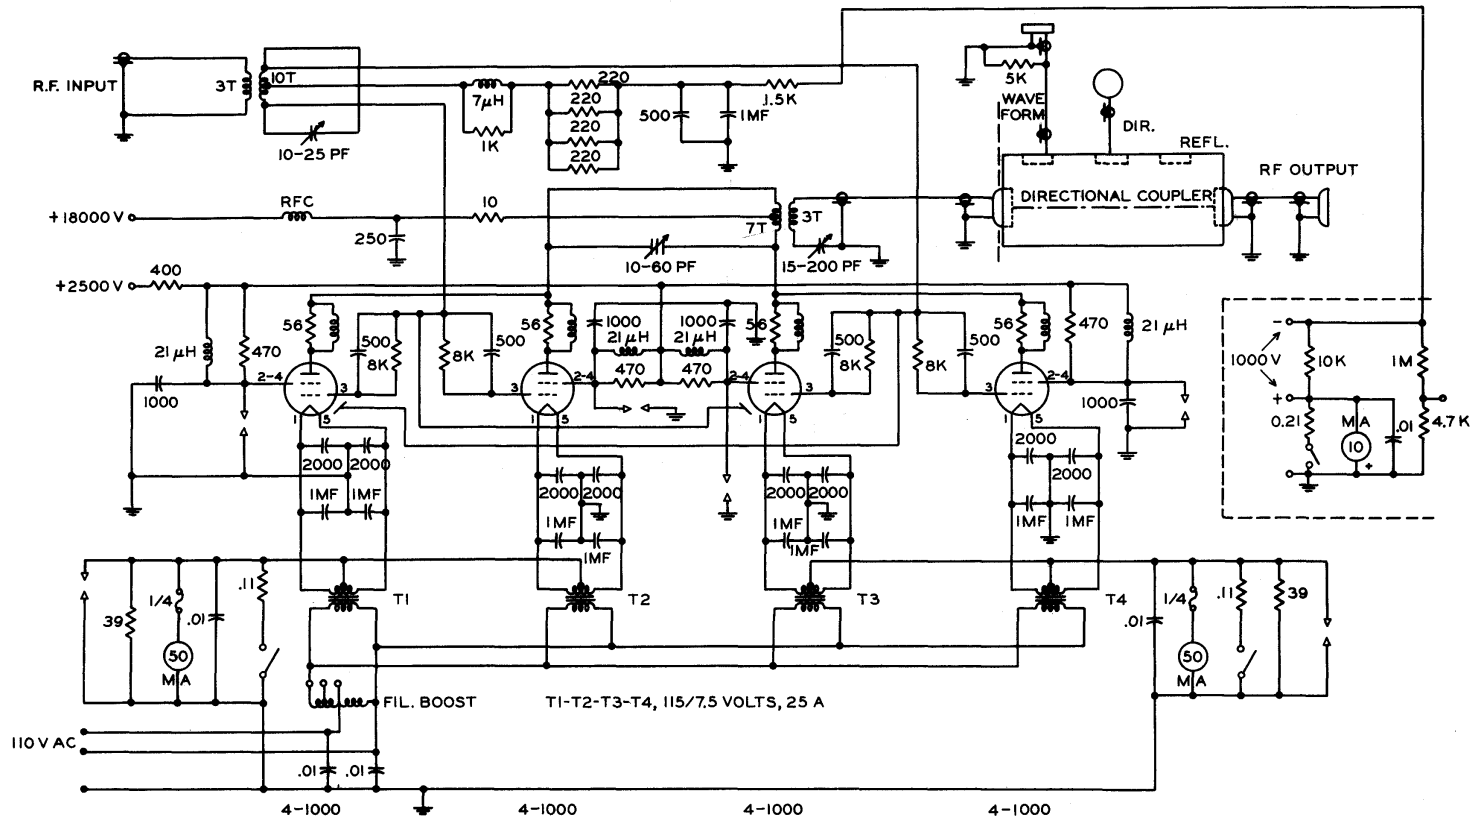 R.F. INPUT
3T
10T
10-25 PF
7μH
1K
220
220
220
220
500
1MF
1.5K
5K
WAVE
FORM
DIR.
REFL.
DIRECTIONAL COUPLER
RF OUTPUT
+18000 V
RFC
250
10
10-60 PF
7T
3T
15-200 PF
+2500 V
400
21 μH
470
1000
56
2-4
3
1
5
500
8K
8K
500
56
2-4
3
1
5
1000
21 μH
470
1000
21 μH
470
56
2-4
3
1
5
500
8K
8K
500
56
2-4
3
1
5
470
21 μH
1000
2000
2000
1MF
1MF
2000
2000
1MF
1MF
2000
2000
1MF
1MF
2000
2000
1MF
1MF
-
1000 V
+
10K
0.21
MA
10
+
.01
1M
4.7K
39
1/4
50
MA
.01
.11
T1
T2
T3
T4
.01
1/4
50
MA
.11
39
FIL. BOOST
T1-T2-T3-T4, 115/7.5 VOLTS, 25 A
110 V AC
.01
.01
4-1000
4-1000
4-1000
4-1000